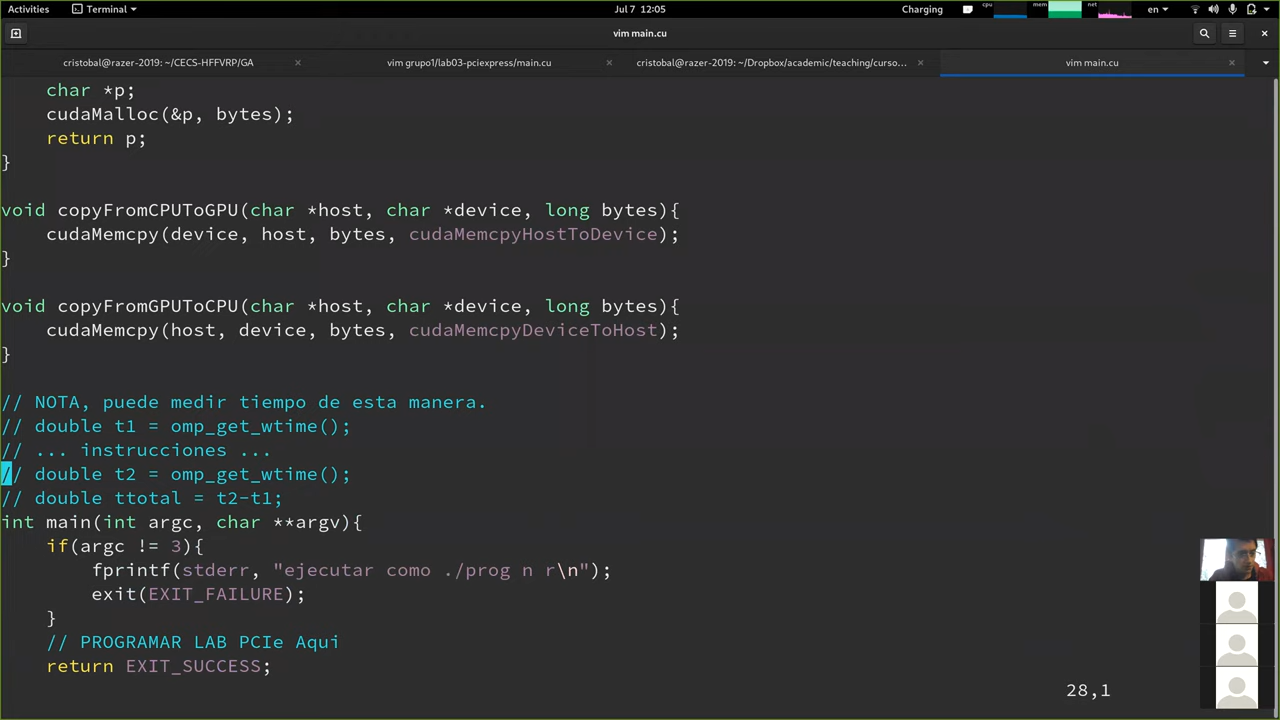 Activities Terminal Jul 7 12:05 Charging cpu mem net en
vim main.cu
cristobal@razer-2019: ~/CECS-HFFVRP/GA vim grupo1/lab03-pciexpress/main.cu cristobal@razer-2019: ~/Dropbox/academic/teaching/curso... vim main.cu
char *p;
cudaMalloc(&p, bytes);
return p;
}
void copyFromCPUToGPU(char *host, char *device, long bytes){
cudaMemcpy(device, host, bytes, cudaMemcpyHostToDevice);
}
void copyFromGPUToCPU(char *host, char *device, long bytes){
cudaMemcpy(host, device, bytes, cudaMemcpyDeviceToHost);
}
// NOTA, puede medir tiempo de esta manera.
// double t1 = omp_get_wtime();
// ... instrucciones ...
// double t2 = omp_get_wtime();
// double ttotal = t2-t1;
int main(int argc, char **argv){
if(argc != 3){
fprintf(stderr, "ejecutar como ./prog n r\n");
exit(EXIT_FAILURE);
}
// PROGRAMAR LAB PCIe Aqui
return EXIT_SUCCESS;
28,1